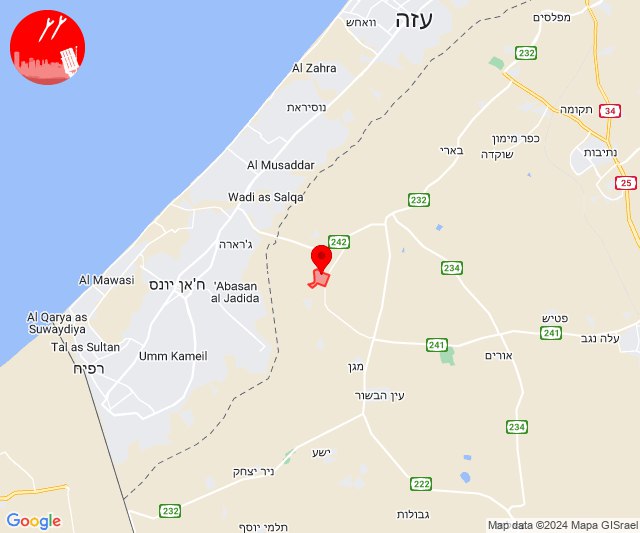 מפלסים
וואחש
עזה
232
Al Zahra
נוסיראת
תקומה
34
כפר מימון
שוקדה
נתיבות
בארי
Al Musaddar
25
Wadi as Salqa
232
ג'רארה
242
234
Al Mawasi
ח'אן יונס
'Abasan
al Jadida
Al Qarya as
Suwaydiya
פטיש
241
עלה נגב
Tal as Sultan
241
אורים
Umm Kameil
רפיח
מגן
עין הבשור
234
ישע
ניר יצחק
222
232
גבולות
תלמי יוסף
Google
Map data ©2024 Mapa GISrael